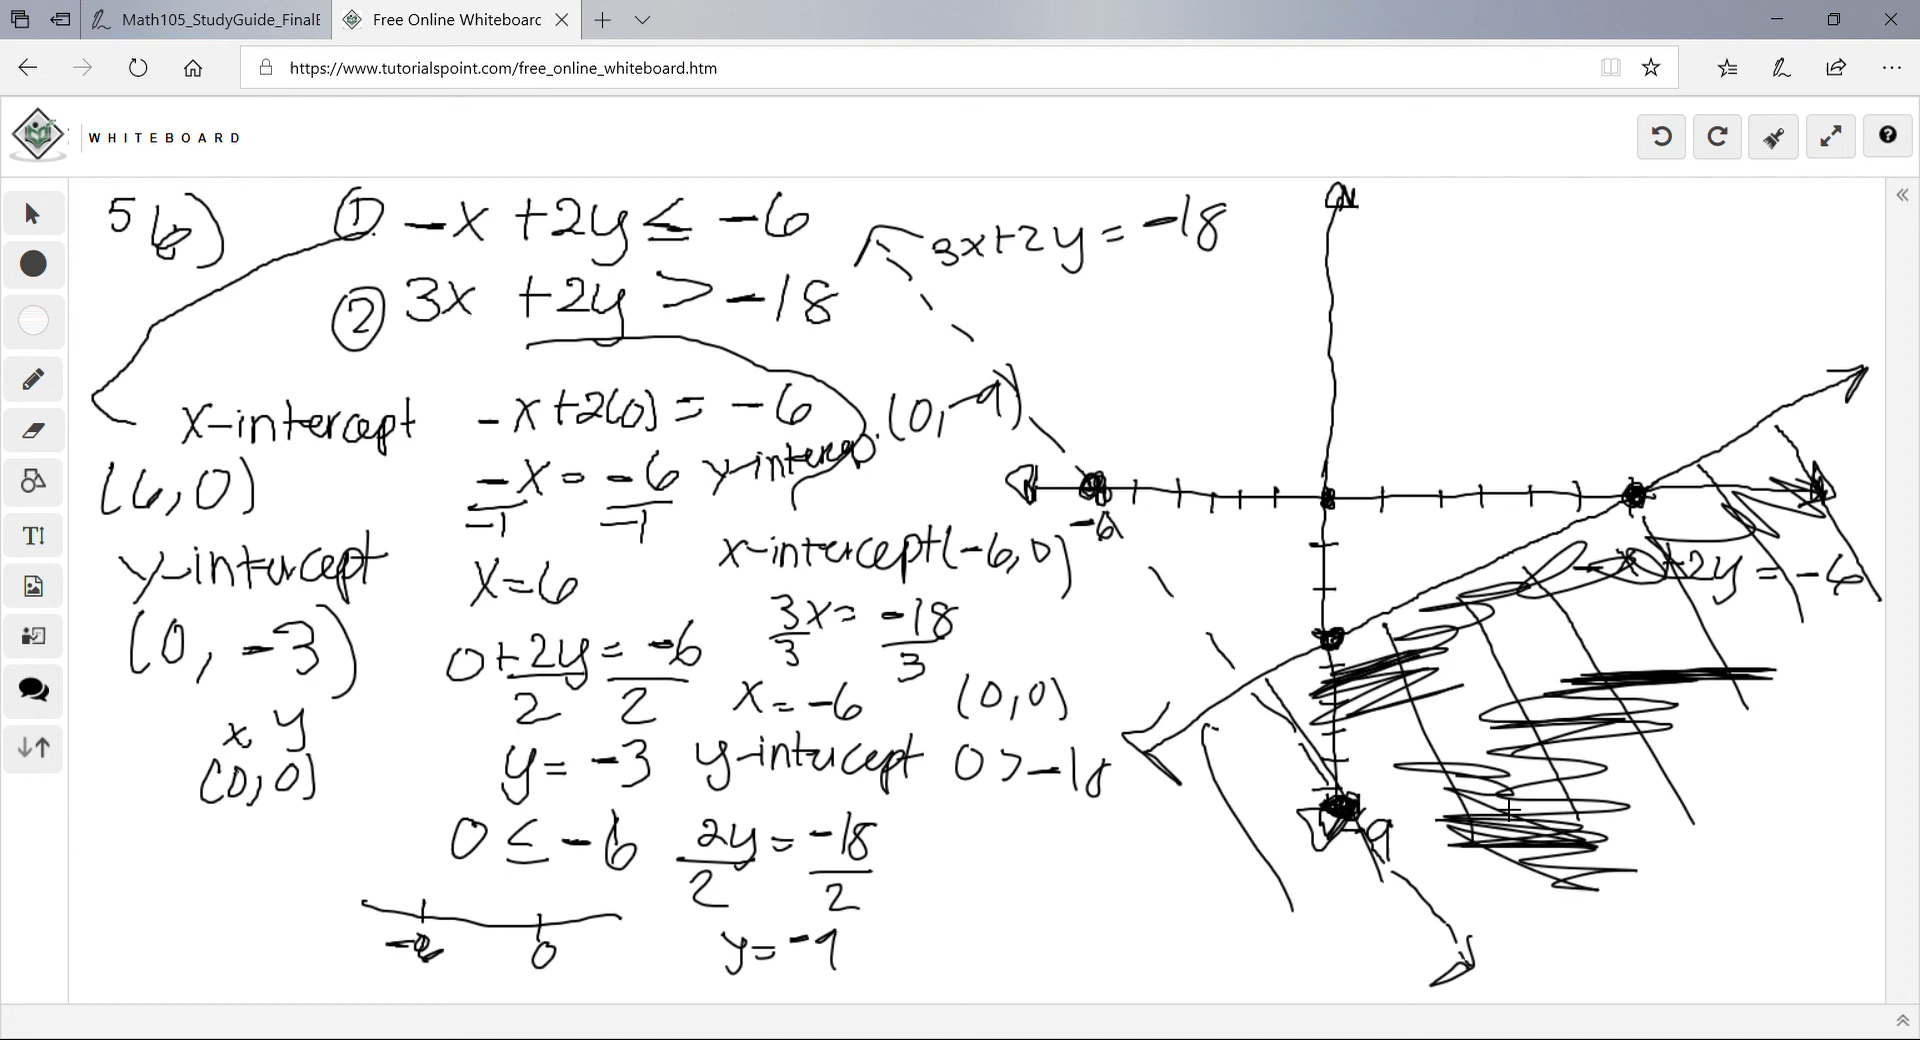 Math105_StudyGuide_FinalE
Free Online Whiteboard
https://www.tutorialspoint.com/free_online_whiteboard.htm
WHITEBOARD
5 b)
① -x +2y ≤ -6
② 3x +2y > -18
3x+2y = -18
x-intercept
(6,0)
y-intercept
(0, -3)
x y
(0,0)
-x+2(0) = -6
-x = -6
-1 -1
x=6
0+2y = -6
2 2
y= -3
0 ≤ -6
0
y-intercep.
(0,-9)
x-intercept(-6,0)
3x= -18
3 3
x= -6
(0,0)
y-intercept
0 > -18
2y = -18
2 2
y= -9
-6
-x+2y = -6
9